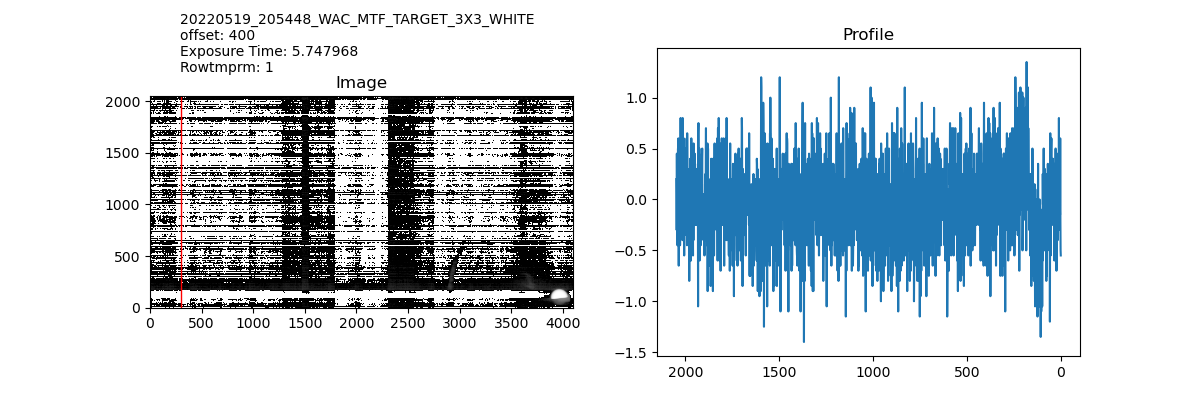 20220519_205448_WAC_MTF_TARGET_3X3_WHITE
offset: 400
Exposure Time: 5.747968
Rowtmprm: 1
Image
2000
1500
1000
500
0
0 500 1000 1500 2000 2500 3000 3500 4000
Profile
1.0
0.5
0.0
−0.5
−1.0
−1.5
2000 1500 1000 500 0